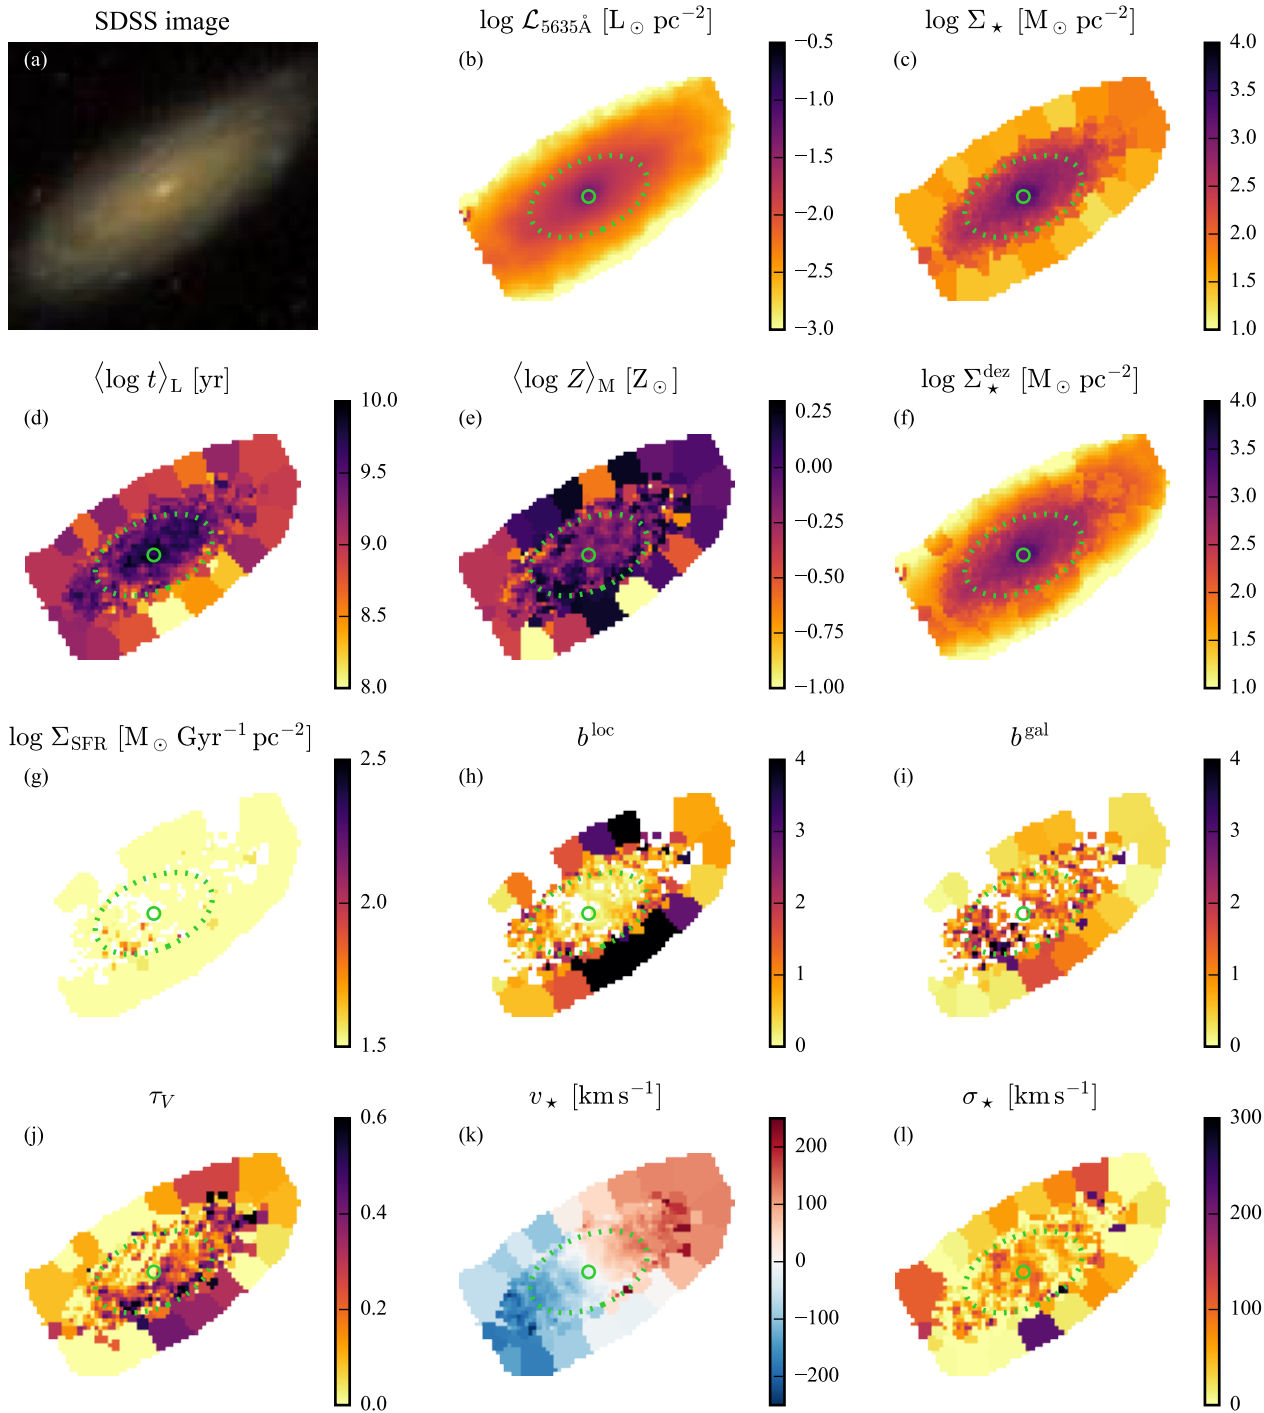 SDSS image
(a)
log ℒ₅₆₃₅Å [L⊙ pc⁻²]
(b)
−0.5
−1.0
−1.5
−2.0
−2.5
−3.0
log Σ⋆ [M⊙ pc⁻²]
(c)
4.0
3.5
3.0
2.5
2.0
1.5
1.0
⟨log t⟩L [yr]
(d)
10.0
9.5
9.0
8.5
8.0
⟨log Z⟩M [Z⊙]
(e)
0.25
0.00
−0.25
−0.50
−0.75
−1.00
log Σ⋆ᵈᵉᶻ [M⊙ pc⁻²]
(f)
4.0
3.5
3.0
2.5
2.0
1.5
1.0
log ΣSFR [M⊙ Gyr⁻¹ pc⁻²]
(g)
2.5
2.0
1.5
bˡᵒᶜ
(h)
4
3
2
1
0
bᵍᵃˡ
(i)
4
3
2
1
0
τV
(j)
0.6
0.4
0.2
0.0
v⋆ [km s⁻¹]
(k)
200
100
0
−100
−200
σ⋆ [km s⁻¹]
(l)
300
200
100
0